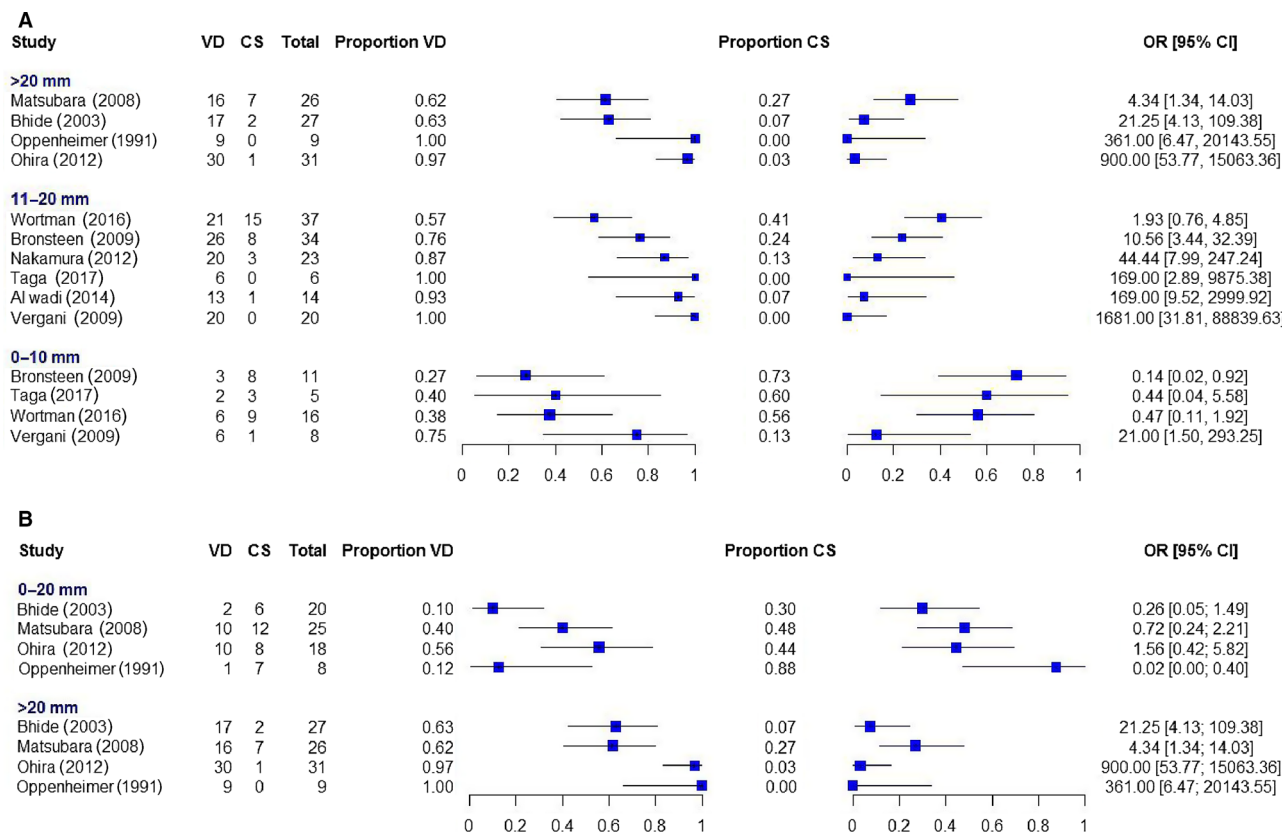 A
Study VD CS Total Proportion VD Proportion CS OR [95% CI]
>20 mm
Matsubara (2008) 16 7 26 0.62 0.27 4.34 [1.34, 14.03]
Bhide (2003) 17 2 27 0.63 0.07 21.25 [4.13, 109.38]
Oppenheimer (1991) 9 0 9 1.00 0.00 361.00 [6.47, 20143.55]
Ohira (2012) 30 1 31 0.97 0.03 900.00 [53.77, 15063.36]
11–20 mm
Wortman (2016) 21 15 37 0.57 0.41 1.93 [0.76, 4.85]
Bronsteen (2009) 26 8 34 0.76 0.24 10.56 [3.44, 32.39]
Nakamura (2012) 20 3 23 0.87 0.13 44.44 [7.99, 247.24]
Taga (2017) 6 0 6 1.00 0.00 169.00 [2.89, 9875.38]
Al wadi (2014) 13 1 14 0.93 0.07 169.00 [9.52, 2999.92]
Vergani (2009) 20 0 20 1.00 0.00 1681.00 [31.81, 88839.63]
0–10 mm
Bronsteen (2009) 3 8 11 0.27 0.73 0.14 [0.02, 0.92]
Taga (2017) 2 3 5 0.40 0.60 0.44 [0.04, 5.58]
Wortman (2016) 6 9 16 0.38 0.56 0.47 [0.11, 1.92]
Vergani (2009) 6 1 8 0.75 0.13 21.00 [1.50, 293.25]
0 0.2 0.4 0.6 0.8 1 0 0.2 0.4 0.6 0.8 1
B
Study VD CS Total Proportion VD Proportion CS OR [95% CI]
0–20 mm
Bhide (2003) 2 6 20 0.10 0.30 0.26 [0.05; 1.49]
Matsubara (2008) 10 12 25 0.40 0.48 0.72 [0.24; 2.21]
Ohira (2012) 10 8 18 0.56 0.44 1.56 [0.42; 5.82]
Oppenheimer (1991) 1 7 8 0.12 0.88 0.02 [0.00; 0.40]
>20 mm
Bhide (2003) 17 2 27 0.63 0.07 21.25 [4.13; 109.38]
Matsubara (2008) 16 7 26 0.62 0.27 4.34 [1.34; 14.03]
Ohira (2012) 30 1 31 0.97 0.03 900.00 [53.77; 15063.36]
Oppenheimer (1991) 9 0 9 1.00 0.00 361.00 [6.47; 20143.55]
0 0.2 0.4 0.6 0.8 1 0 0.2 0.4 0.6 0.8 1